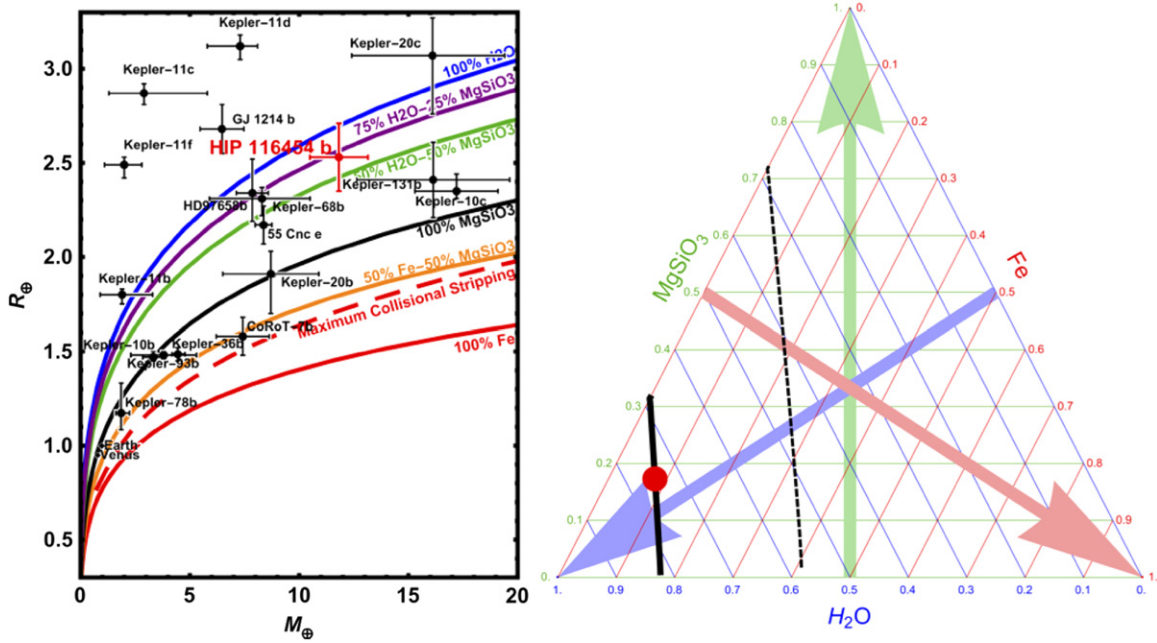 Kepler−11d
Kepler−20c
100% H2O
Kepler−11c
75% H2O−25% MgSiO3
GJ 1214 b
HIP 116454 b
50% H2O−50% MgSiO3
Kepler−11f
Kepler−131b
HD97658b
Kepler−68b
Kepler−10c
55 Cnc e
100% MgSiO3
Kepler−11b
Kepler−20b
50% Fe−50% MgSiO3
Maximum Collisional Stripping
CoRoT−7b
Kepler−10b
Kepler−36b
Kepler−93b
100% Fe
Kepler−78b
Earth
Venus
3.0
2.5
2.0
1.5
1.0
0.5
R⊕
0 5 10 15 20
M⊕
1. 0.
0.9 0.1
0.8 0.2
0.7 0.3
0.6 0.4
0.5 0.5
0.4 0.6
0.3 0.7
0.2 0.8
0.1 0.9
0. 1.
MgSiO3
Fe
1. 0.9 0.8 0.7 0.6 0.5 0.4 0.3 0.2 0.1 0.
H2O